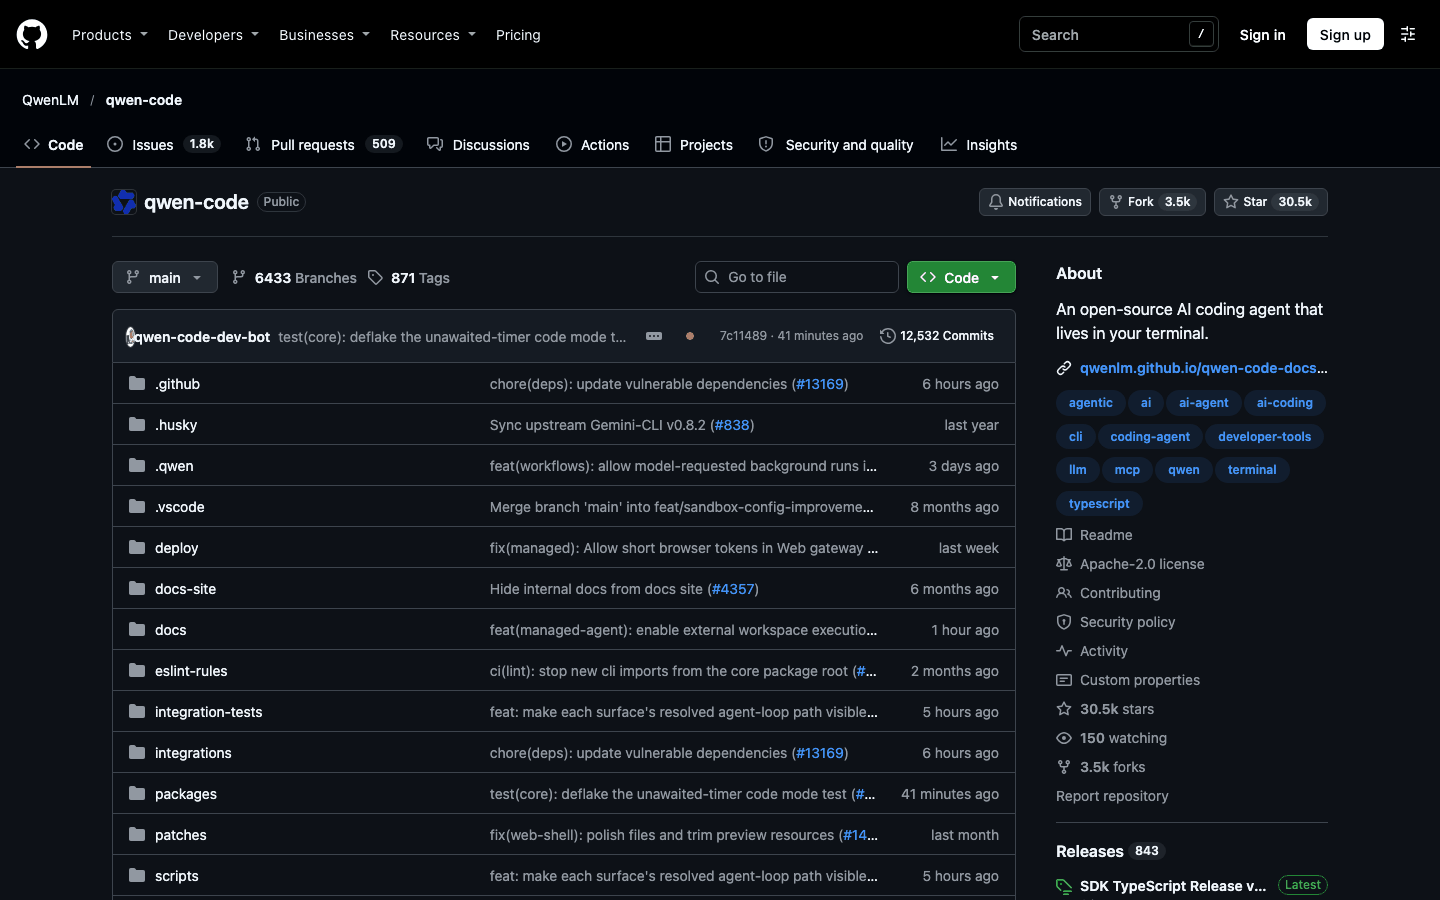 Products Developers Businesses Resources Pricing Search / Sign in Sign up
QwenLM / qwen-code
Code Issues 1.8k Pull requests 509 Discussions Actions Projects Security and quality Insights
qwen-code Public Notifications Fork 3.5k Star 30.5k
main 6433 Branches 871 Tags Go to file Code
qwen-code-dev-bot test(core): deflake the unawaited-timer code mode t... 7c11489 · 41 minutes ago 12,532 Commits
.github chore(deps): update vulnerable dependencies (#13169) 6 hours ago
.husky Sync upstream Gemini-CLI v0.8.2 (#838) last year
.qwen feat(workflows): allow model-requested background runs i... 3 days ago
.vscode Merge branch 'main' into feat/sandbox-config-improveme... 8 months ago
deploy fix(managed): Allow short browser tokens in Web gateway ... last week
docs-site Hide internal docs from docs site (#4357) 6 months ago
docs feat(managed-agent): enable external workspace executio... 1 hour ago
eslint-rules ci(lint): stop new cli imports from the core package root (#... 2 months ago
integration-tests feat: make each surface's resolved agent-loop path visible... 5 hours ago
integrations chore(deps): update vulnerable dependencies (#13169) 6 hours ago
packages test(core): deflake the unawaited-timer code mode test (#... 41 minutes ago
patches fix(web-shell): polish files and trim preview resources (#14... last month
scripts feat: make each surface's resolved agent-loop path visible... 5 hours ago
About
An open-source AI coding agent that
lives in your terminal.
qwenlm.github.io/qwen-code-docs...
agentic ai ai-agent ai-coding
cli coding-agent developer-tools
llm mcp qwen terminal
typescript
Readme
Apache-2.0 license
Contributing
Security policy
Activity
Custom properties
30.5k stars
150 watching
3.5k forks
Report repository
Releases 843
SDK TypeScript Release v... Latest